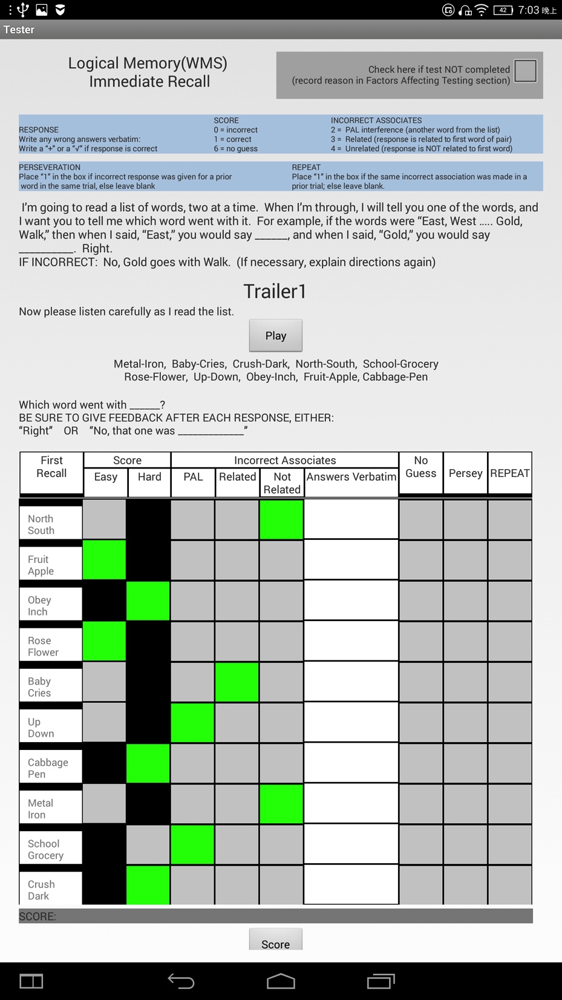 42 7:03 晚上
Tester
Logical Memory(WMS)
Immediate Recall
Check here if test NOT completed
(record reason in Factors Affecting Testing section)
SCORE INCORRECT ASSOCIATES
RESPONSE 0 = incorrect 2 = PAL interference (another word from the list)
Write any wrong answers verbatim: 1 = correct 3 = Related (response is related to first word of pair)
Write a “+” or a “√” if response is correct 6 = no guess 4 = Unrelated (response is NOT related to first word)
PERSEVERATION REPEAT
Place “1” in the box if incorrect response was given for a prior Place “1” in the box if the same incorrect association was made in a
word in the same trial, else leave blank prior trial; else leave blank.
I’m going to read a list of words, two at a time. When I’m through, I will tell you one of the words, and
I want you to tell me which word went with it. For example, if the words were “East, West ..... Gold,
Walk,” then when I said, “East,” you would say ______, and when I said, “Gold,” you would say
__________. Right.
IF INCORRECT: No, Gold goes with Walk. (If necessary, explain directions again)
Trailer1
Now please listen carefully as I read the list.
Play
Metal-Iron, Baby-Cries, Crush-Dark, North-South, School-Grocery
Rose-Flower, Up-Down, Obey-Inch, Fruit-Apple, Cabbage-Pen
Which word went with ______?
BE SURE TO GIVE FEEDBACK AFTER EACH RESPONSE, EITHER:
“Right” OR “No, that one was _____________”
First Recall Score Incorrect Associates No Guess Persey REPEAT
Easy Hard PAL Related Not Related Answers Verbatim
North
South
Fruit
Apple
Obey
Inch
Rose
Flower
Baby
Cries
Up
Down
Cabbage
Pen
Metal
Iron
School
Grocery
Crush
Dark
SCORE:
Score